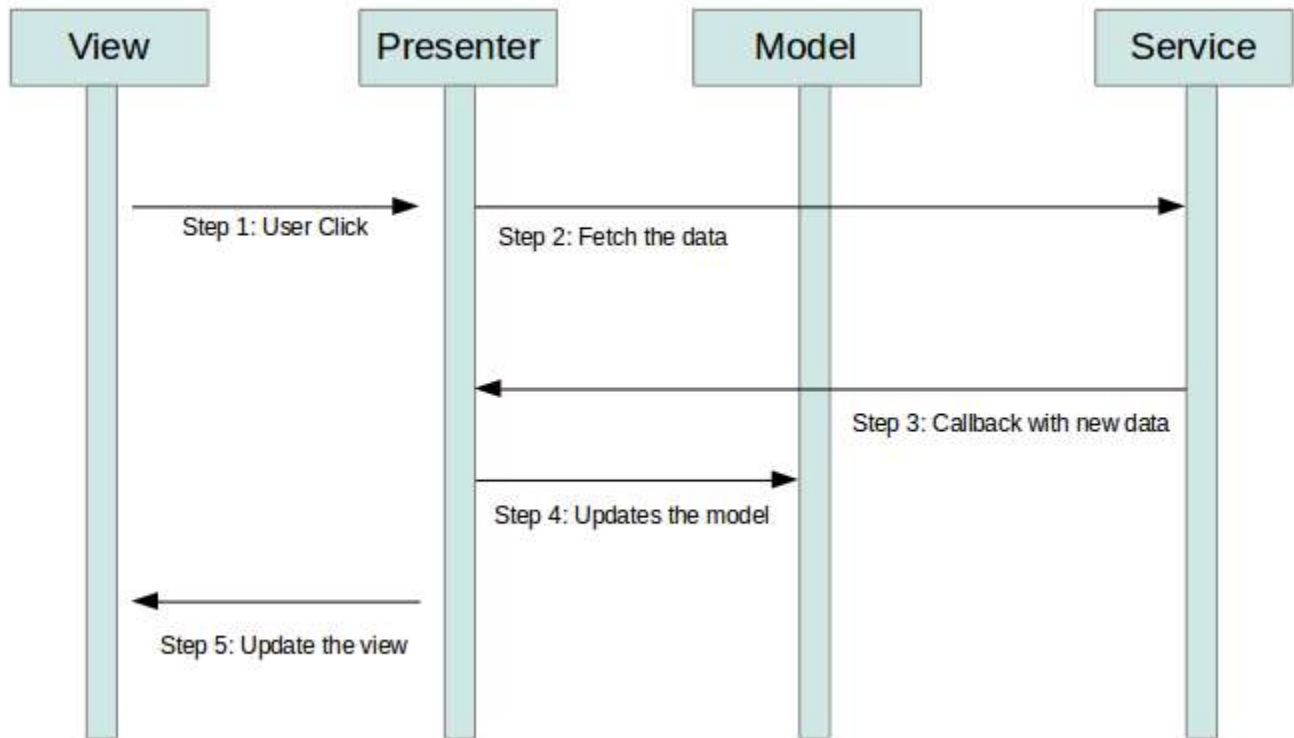 View
Presenter
Model
Service
Step 1: User Click
Step 2: Fetch the data
Step 3: Callback with new data
Step 4: Updates the model
Step 5: Update the view